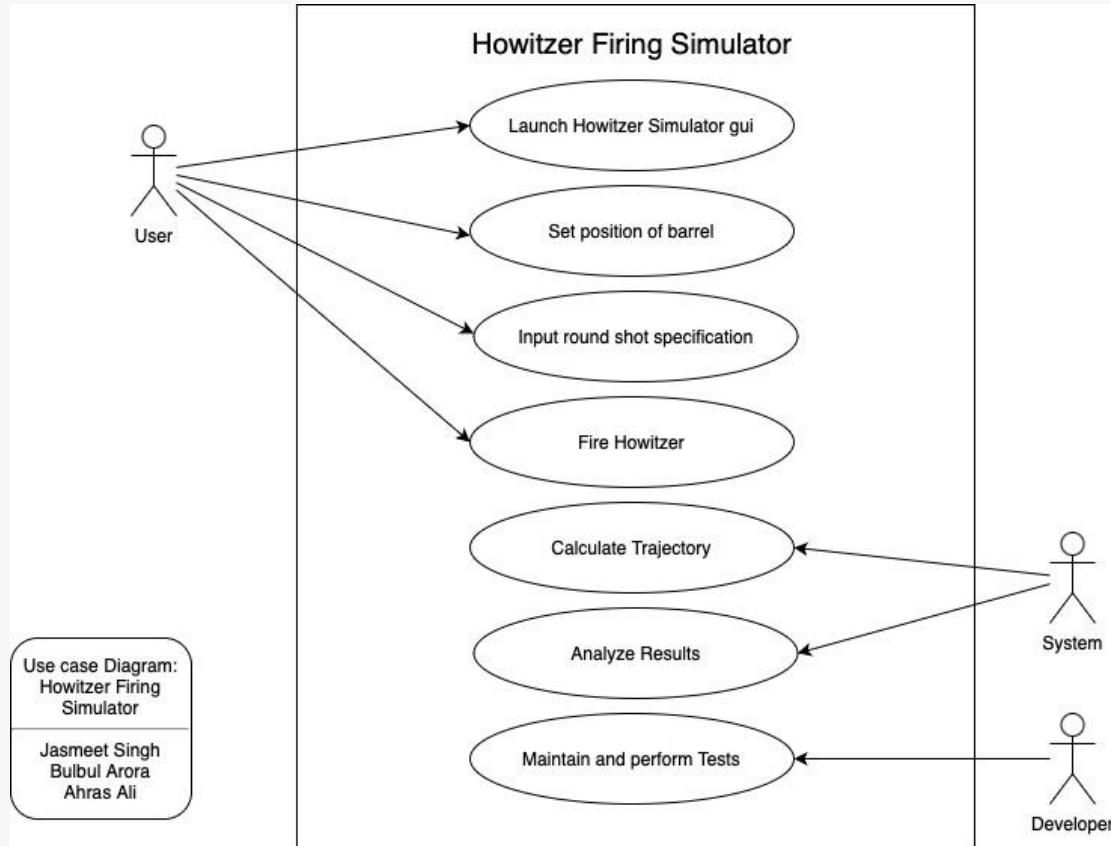 Howitzer Firing Simulator
Launch Howitzer Simulator gui
User
Set position of barrel
Input round shot specification
Fire Howitzer
Calculate Trajectory
System
Analyze Results
Use case Diagram:
Howitzer Firing
Simulator
Jasmeet Singh
Bulbul Arora
Ahras Ali
Maintain and perform Tests
Developer